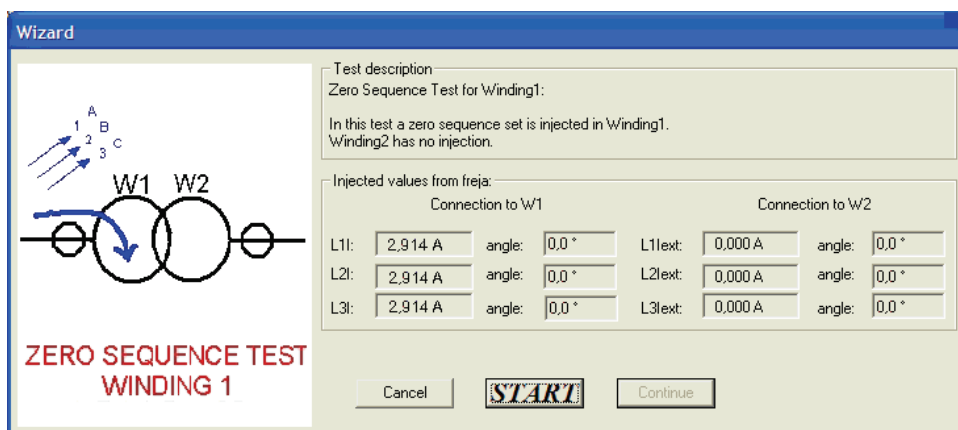 Wizard
A
1 B
2 C
3
W1 W2
ZERO SEQUENCE TEST
WINDING 1
Test description
Zero Sequence Test for Winding1:
In this test a zero sequence set is injected in Winding1.
Winding2 has no injection.
Injected values from freja:
Connection to W1 Connection to W2
L1I: 2,914 A angle: 0,0 ° L1Iext: 0,000 A angle: 0,0 °
L2I: 2,914 A angle: 0,0 ° L2Iext: 0,000 A angle: 0,0 °
L3I: 2,914 A angle: 0,0 ° L3Iext: 0,000 A angle: 0,0 °
Cancel START Continue